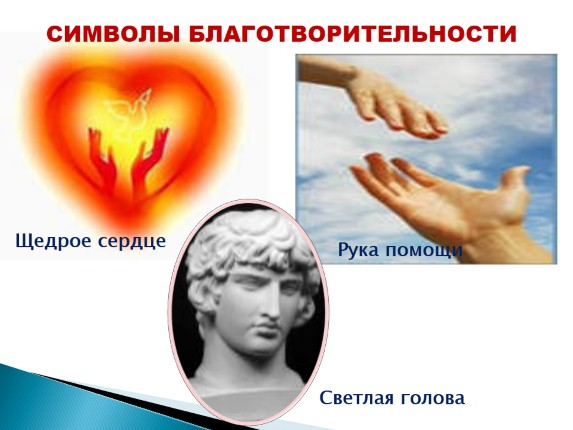 СИМВОЛЫ БЛАГОТВОРИТЕЛЬНОСТИ
Щедрое сердце
Рука помощи
Светлая голова